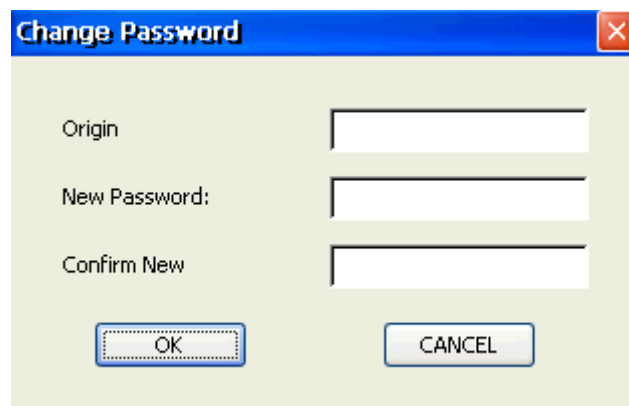 Change Password
Origin
New Password:
Confirm New
OK CANCEL